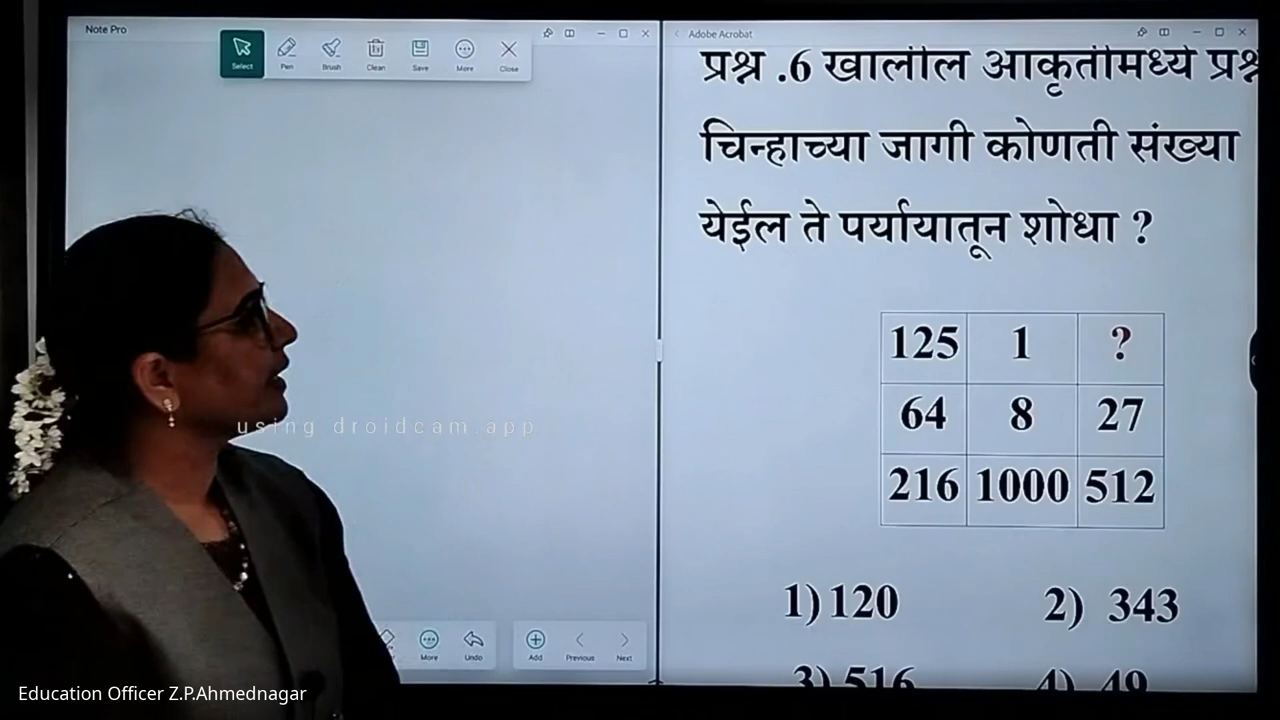 Note Pro
Select Pen Brush Clean Save More Close
Adobe Acrobat
प्रश्न .6 खालील आकृतीमध्ये प्रश्न
चिन्हाच्या जागी कोणती संख्या
येईल ते पर्यायातून शोधा ?
125 1 ?
64 8 27
216 1000 512
1) 120 2) 343
3) 516 4) 49
using droidcam app
More Undo Add Previous Next
Education Officer Z.P.Ahmednagar